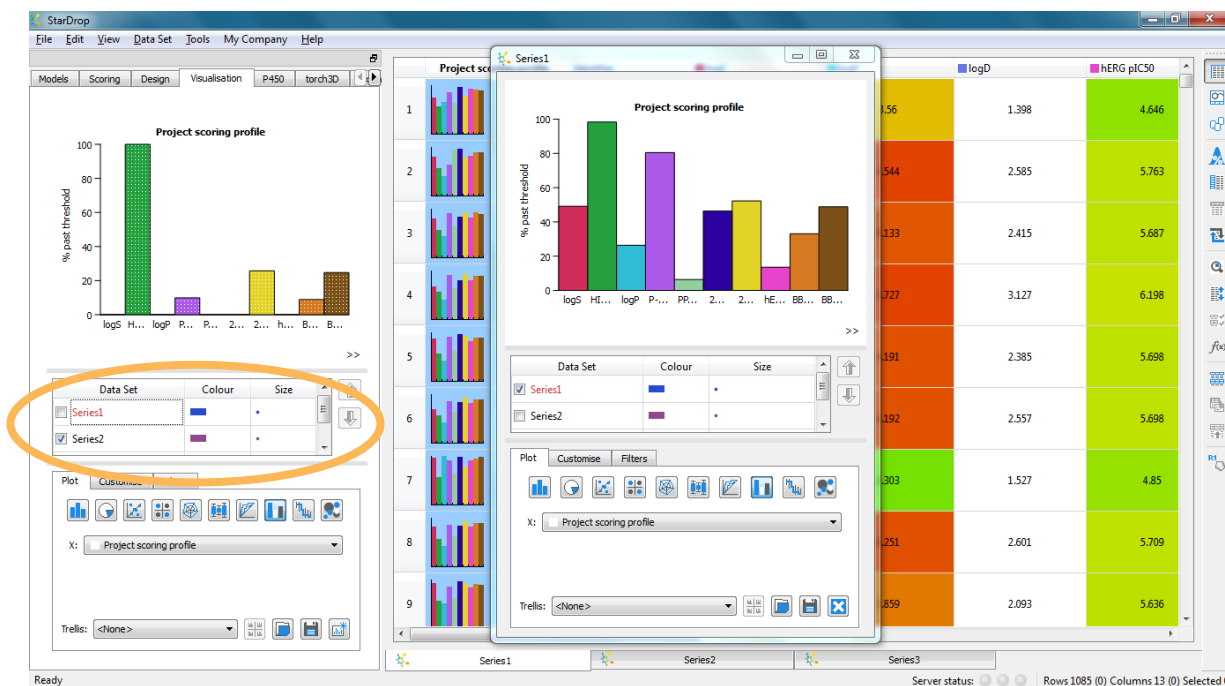 StarDrop
File Edit View Data Set Tools My Company Help
Models Scoring Design Visualisation P450 torch3D
Project scoring profile
% past threshold
100
80
60
40
20
0
logS H... logP P... P... 2... 2... h... B... B...
>>
Data Set Colour Size
Series1
Series2
Plot
X: Project scoring profile
Trellis: <None>
Series1
Project scoring profile
% past threshold
100
80
60
40
20
0
logS HI... logP P-... PP... 2... 2... hE... BB... BB...
>>
Data Set Colour Size
Series1
Series2
Plot Customise Filters
X: Project scoring profile
Trellis: <None>
logD hERG pIC50
1 3.56 1.398 4.646
2 .544 2.585 5.763
3 .133 2.415 5.687
4 .727 3.127 6.198
5 .191 2.385 5.698
6 .192 2.557 5.698
7 .303 1.527 4.85
8 .251 2.601 5.709
9 .859 2.093 5.636
f(x)
R1
Series1 Series2 Series3
Ready
Server status: Rows 1085 (0) Columns 13 (0) Selected